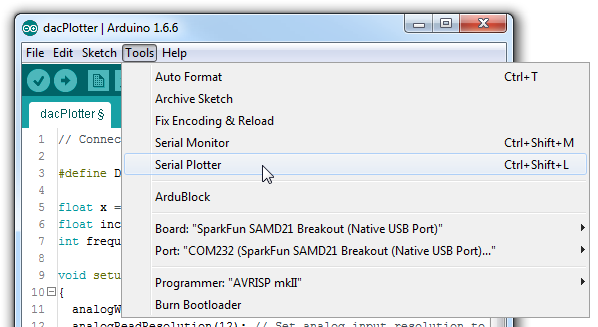 dacPlotter | Arduino 1.6.6
File Edit Sketch Tools Help
Auto Format Ctrl+T
Archive Sketch
Fix Encoding & Reload
Serial Monitor Ctrl+Shift+M
Serial Plotter Ctrl+Shift+L
ArduBlock
Board: "SparkFun SAMD21 Breakout (Native USB Port)"
Port: "COM232 (SparkFun SAMD21 Breakout (Native USB Port)..."
Programmer: "AVRISP mkII"
Burn Bootloader
dacPlotter §
1 // Connec
2
3 #define D
4
5 float x =
6 float inc
7 int frequ
8
9 void setu
10 {
11 analogW
12 analogReadResolution(12); // Set analog input resolution to